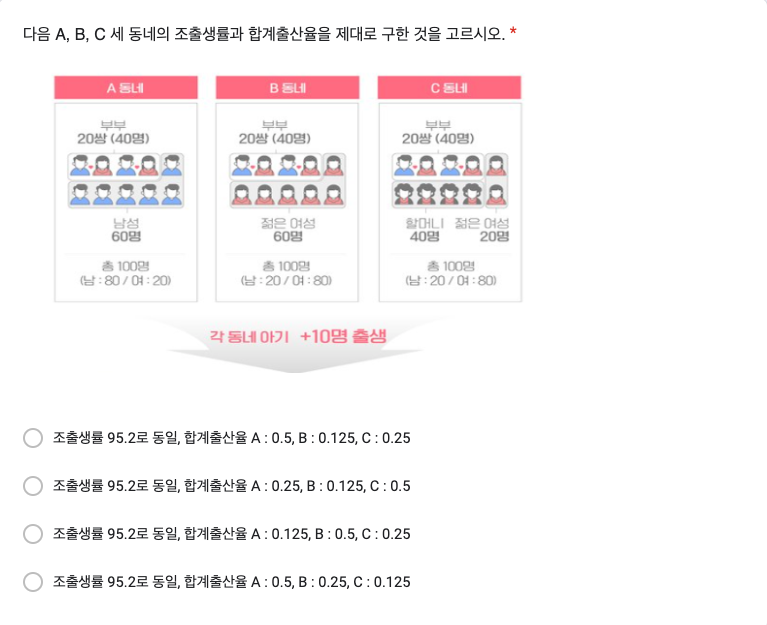 다음 A, B, C 세 동네의 조출생률과 합계출산율을 제대로 구한 것을 고르시오. *
A 동네
B 동네
C 동네
부부
20쌍 (40명)
부부
20쌍 (40명)
부부
20쌍 (40명)
남성
60명
젊은 여성
60명
할머니 젊은 여성
40명 20명
총 100명
(남 : 80 / 여 : 20)
총 100명
(남 : 20 / 여 : 80)
총 100명
(남 : 20 / 여 : 80)
각 동네 아기 +10명 출생
조출생률 95.2로 동일, 합계출산율 A : 0.5, B : 0.125, C : 0.25
조출생률 95.2로 동일, 합계출산율 A : 0.25, B : 0.125, C : 0.5
조출생률 95.2로 동일, 합계출산율 A : 0.125, B : 0.5, C : 0.25
조출생률 95.2로 동일, 합계출산율 A : 0.5, B : 0.25, C : 0.125